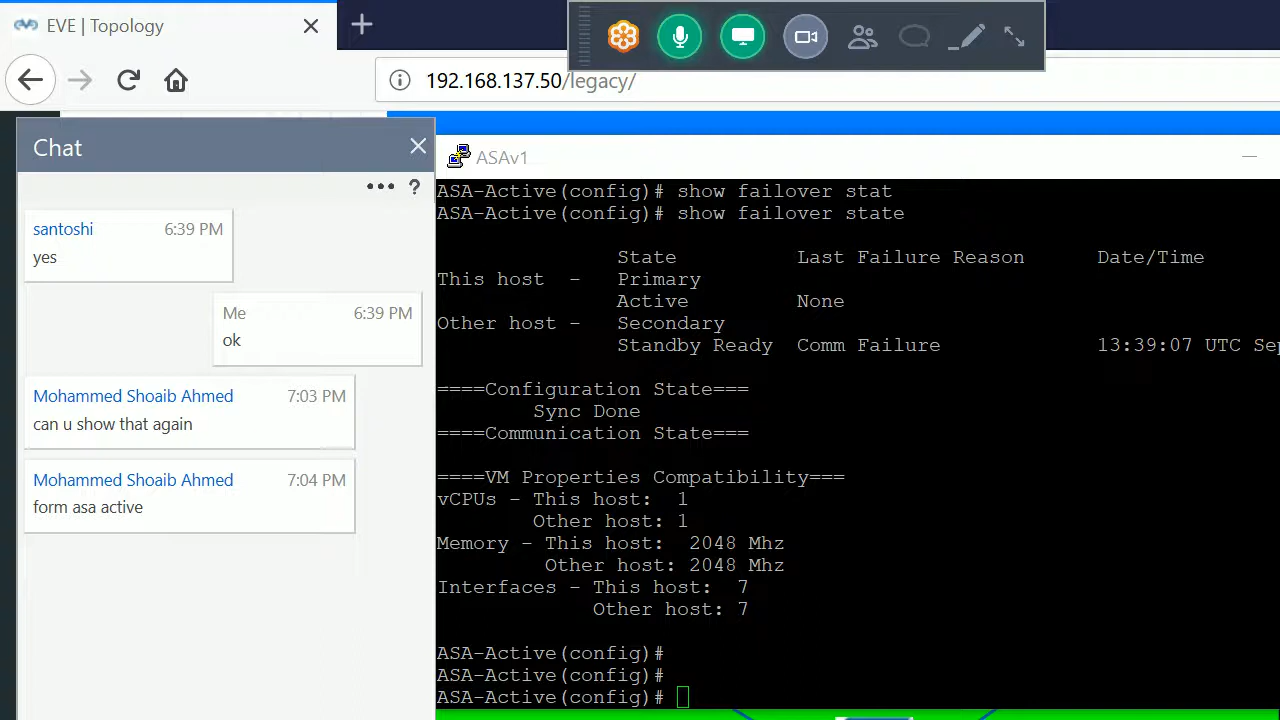 EVE | Topology
192.168.137.50/legacy/
Chat
santoshi 6:39 PM
yes
Me 6:39 PM
ok
Mohammed Shoaib Ahmed 7:03 PM
can u show that again
Mohammed Shoaib Ahmed 7:04 PM
form asa active
ASAv1
ASA-Active(config)# show failover stat
ASA-Active(config)# show failover state
State Last Failure Reason Date/Time
This host - Primary
Active None
Other host - Secondary
Standby Ready Comm Failure 13:39:07 UTC Sep
====Configuration State===
Sync Done
====Communication State===
====VM Properties Compatibility===
vCPUs - This host: 1
Other host: 1
Memory - This host: 2048 Mhz
Other host: 2048 Mhz
Interfaces - This host: 7
Other host: 7
ASA-Active(config)#
ASA-Active(config)#
ASA-Active(config)#